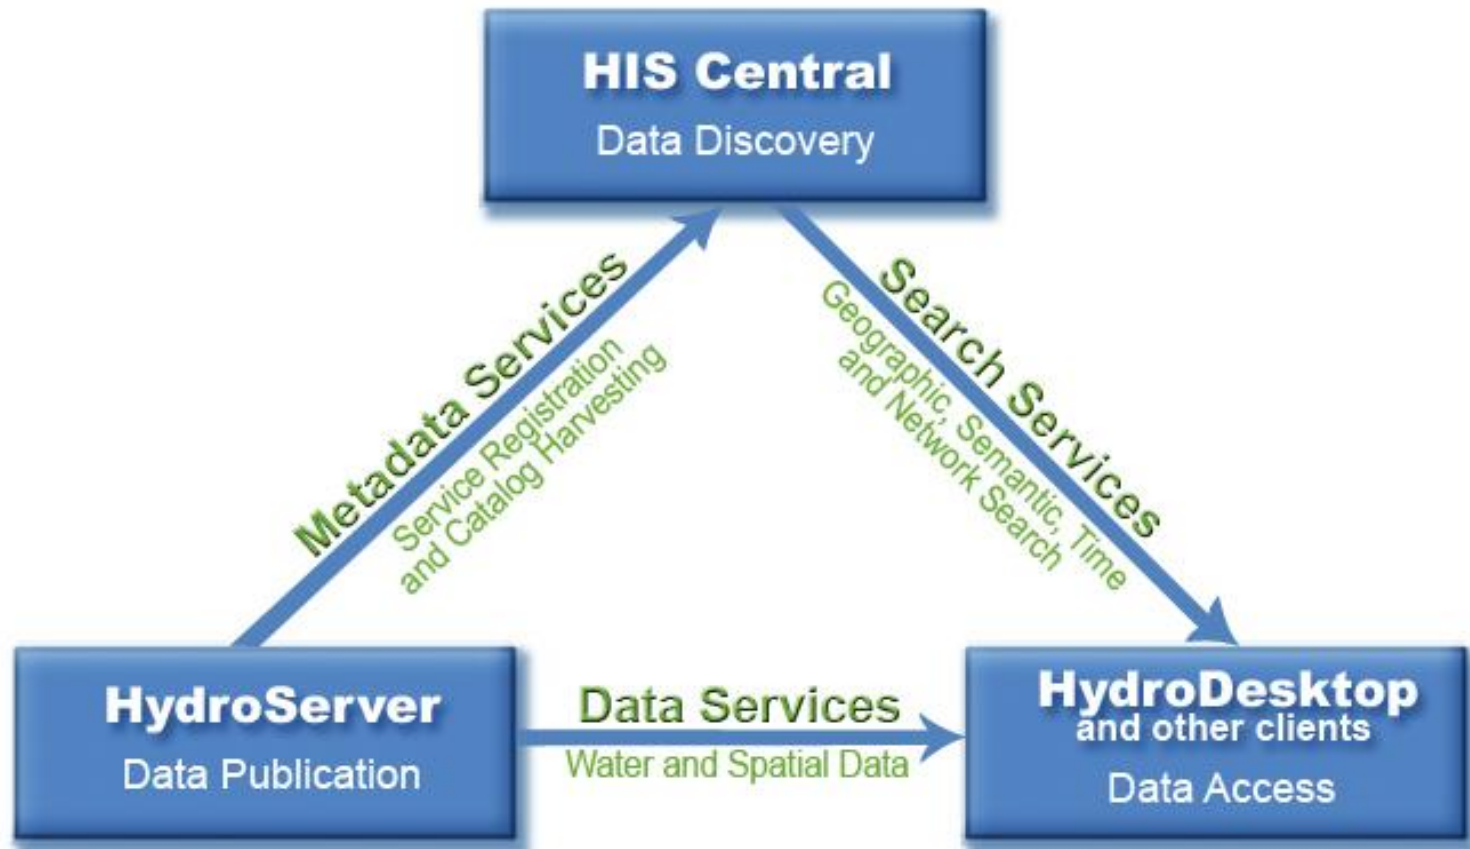 HIS Central
Data Discovery
Metadata Services
Service Registration
and Catalog Harvesting
Search Services
Geographic, Semantic, Time
and Network Search
HydroServer
Data Publication
Data Services
Water and Spatial Data
HydroDesktop
and other clients
Data Access